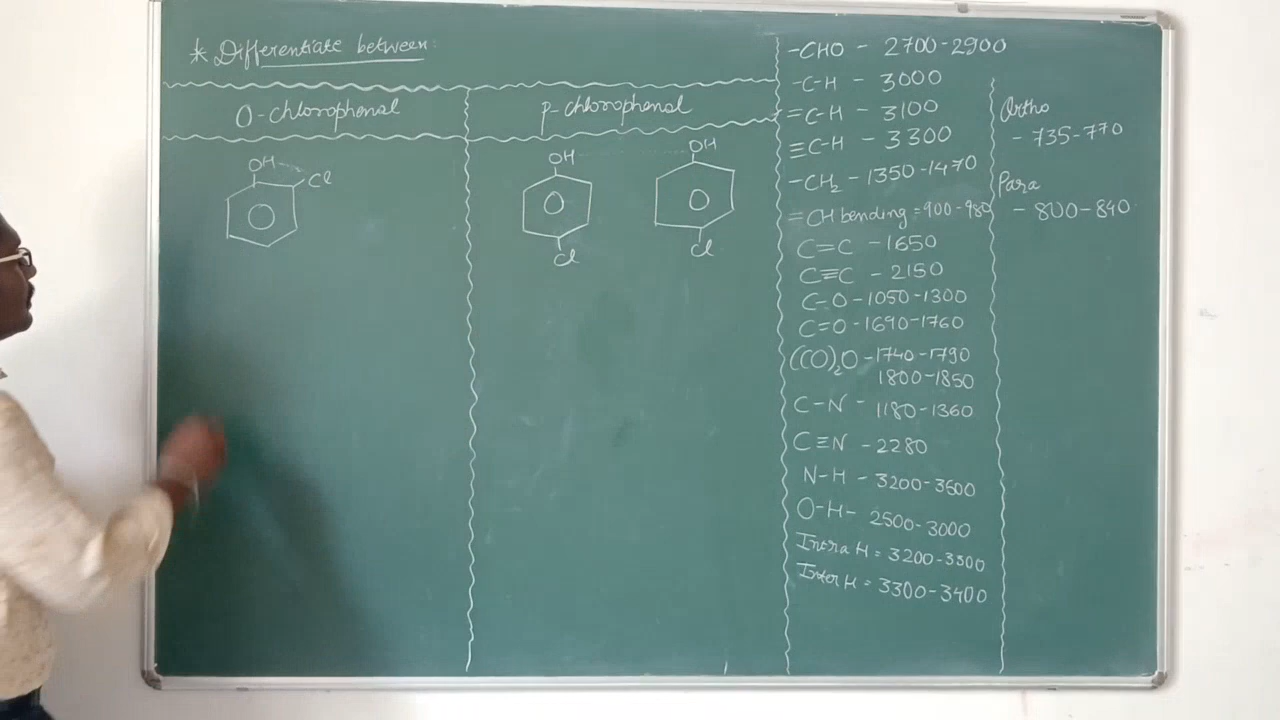 * Differentiate between:
O-chlorophenol
p-chlorophenol
OH
Cl
OH
Cl
OH
Cl
-CHO - 2700-2900
-C-H - 3000
=C-H - 3100
≡C-H - 3300
-CH₂ - 1350-1470
=CH bending = 900-980
C=C - 1650
C≡C - 2150
C-O - 1050-1300
C=O - 1690-1760
(CO)₂O - 1740-1790
1800-1850
C-N - 1180-1360
C≡N - 2280
N-H - 3200-3600
O-H - 2500-3000
Intra H = 3200-3300
Inter H = 3300-3400
Ortho
- 735-770
Para
- 800-840